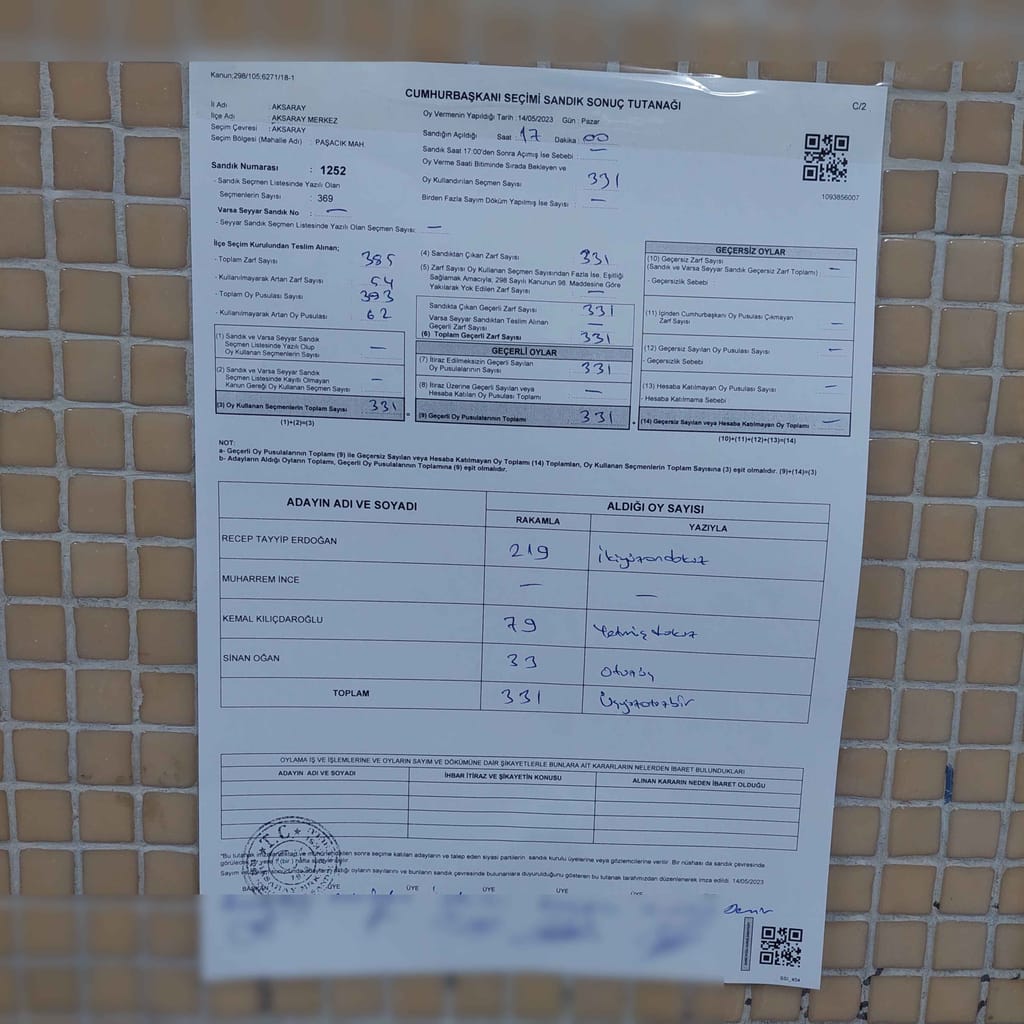 Kanun;298/105;6271/18-1
CUMHURBAŞKANI SEÇİMİ SANDIK SONUÇ TUTANAĞI
C/2
İl Adı : AKSARAY
İlçe Adı : AKSARAY MERKEZ
Seçim Çevresi : AKSARAY
Seçim Bölgesi (Mahalle Adı) : PAŞACIK MAH
Sandık Numarası : 1252
- Sandık Seçmen Listesinde Yazılı Olan
Seçmenlerin Sayısı : 369
Varsa Seyyar Sandık No : —
- Seyyar Sandık Seçmen Listesinde Yazılı Olan Seçmen Sayısı: —
Oy Vermenin Yapıldığı Tarih : 14/05/2023 Gün : Pazar
Sandığın Açıldığı Saat : 17 Dakika : 00
Sandık Saat 17:00'den Sonra Açımış İse Sebebi : —
Oy Verme Saati Bitiminde Sırada Bekleyen ve
Oy Kullandırılan Seçmen Sayısı : 331
Birden Fazla Sayım Döküm Yapılmış İse Sayısı : —
1093856007
İlçe Seçim Kurulundan Teslim Alınan;
- Toplam Zarf Sayısı 385
- Kullanılmayarak Artan Zarf Sayısı 54
- Toplam Oy Pusulası Sayısı 393
- Kullanılmayarak Artan Oy Pusulası 62
(1) Sandık ve Varsa Seyyar Sandık
Seçmen Listesinde Yazılı Olup
Oy Kullanan Seçmenlerin Sayısı —
(2) Sandık ve Varsa Seyyar Sandık
Seçmen Listesinde Kayıtlı Olmayan
Kanun Gereği Oy Kullanan Seçmen Sayısı —
(3) Oy Kullanan Seçmenlerin Toplam Sayısı 331
(1)+(2)=(3)
=
(4) Sandıktan Çıkan Zarf Sayısı 331
(5) Zarf Sayısı Oy Kullanan Seçmen Sayısından Fazla İse, Eşitliği
Sağlamak Amacıyla; 298 Sayılı Kanunun 98. Maddesine Göre
Yakılarak Yok Edilen Zarf Sayısı —
Sandıkta Çıkan Geçerli Zarf Sayısı 331
Varsa Seyyar Sandıktan Teslim Alınan
Geçerli Zarf Sayısı —
(6) Toplam Geçerli Zarf Sayısı 331
GEÇERLİ OYLAR
(7) İtiraz Edilmeksizin Geçerli Sayılan
Oy Pusulalarının Sayısı 331
(8) İtiraz Üzerine Geçerli Sayılan veya
Hesaba Katılan Oy Pusulası Toplamı —
(9) Geçerli Oy Pusulalarının Toplamı 331
+
GEÇERSİZ OYLAR
(10) Geçersiz Zarf Sayısı
(Sandık ve Varsa Seyyar Sandık Geçersiz Zarf Toplamı) —
- Geçersizlik Sebebi :
(11) İçinden Cumhurbaşkanı Oy Pusulası Çıkmayan
Zarf Sayısı —
(12) Geçersiz Sayılan Oy Pusulası Sayısı —
- Geçersizlik Sebebi
(13) Hesaba Katılmayan Oy Pusulası Sayısı —
- Hesaba Katılmama Sebebi
(14) Geçersiz Sayılan veya Hesaba Katılmayan Oy Toplamı —
(10)+(11)+(12)+(13)=(14)
NOT:
a- Geçerli Oy Pusulalarının Toplamı (9) ile Geçersiz Sayılan veya Hesaba Katılmayan Oy Toplamı (14) Toplamları, Oy Kullanan Seçmenlerin Toplam Sayısına (3) eşit olmalıdır. (9)+(14)=(3)
b- Adayların Aldığı Oyların Toplamı, Geçerli Oy Pusulalarının Toplamına (9) eşit olmalıdır.
ADAYIN ADI VE SOYADI
ALDIĞI OY SAYISI
RAKAMLA YAZIYLA
RECEP TAYYİP ERDOĞAN 219 ikiyüzondokuz
MUHARREM İNCE — —
KEMAL KILIÇDAROĞLU 79 Yetmiş dokuz
SİNAN OĞAN 33 Otuzüç
TOPLAM 331 Üçyüzotuzbir
OYLAMA İŞ VE İŞLEMLERİNE VE OYLARIN SAYIM VE DÖKÜMÜNE DAİR ŞİKAYETLERLE BUNLARA AİT KARARLARIN NELERDEN İBARET BULUNDUKLARI
ADAYIN ADI VE SOYADI İHBAR İTİRAZ VE ŞİKAYETİN KONUSU ALINAN KARARIN NEDEN İBARET OLDUĞU
T.C.
*Bu tutanak sonra seçime katılan adayların ve talep eden siyasi partilerin sandık kurulu üyelerine veya gözlemcilerine verilir. Bir nüshası da sandık çevresinde
(bir) hafta
Sayım aldığı oyların sayılarını ve bunların sandık çevresinde bulunanlara duyurulduğunu gösteren bu tutanak tarafımızdan düzenlenerek imza edildi. 14/05/2023
BAŞKAN ÜYE ÜYE ÜYE ÜYE ÜYE